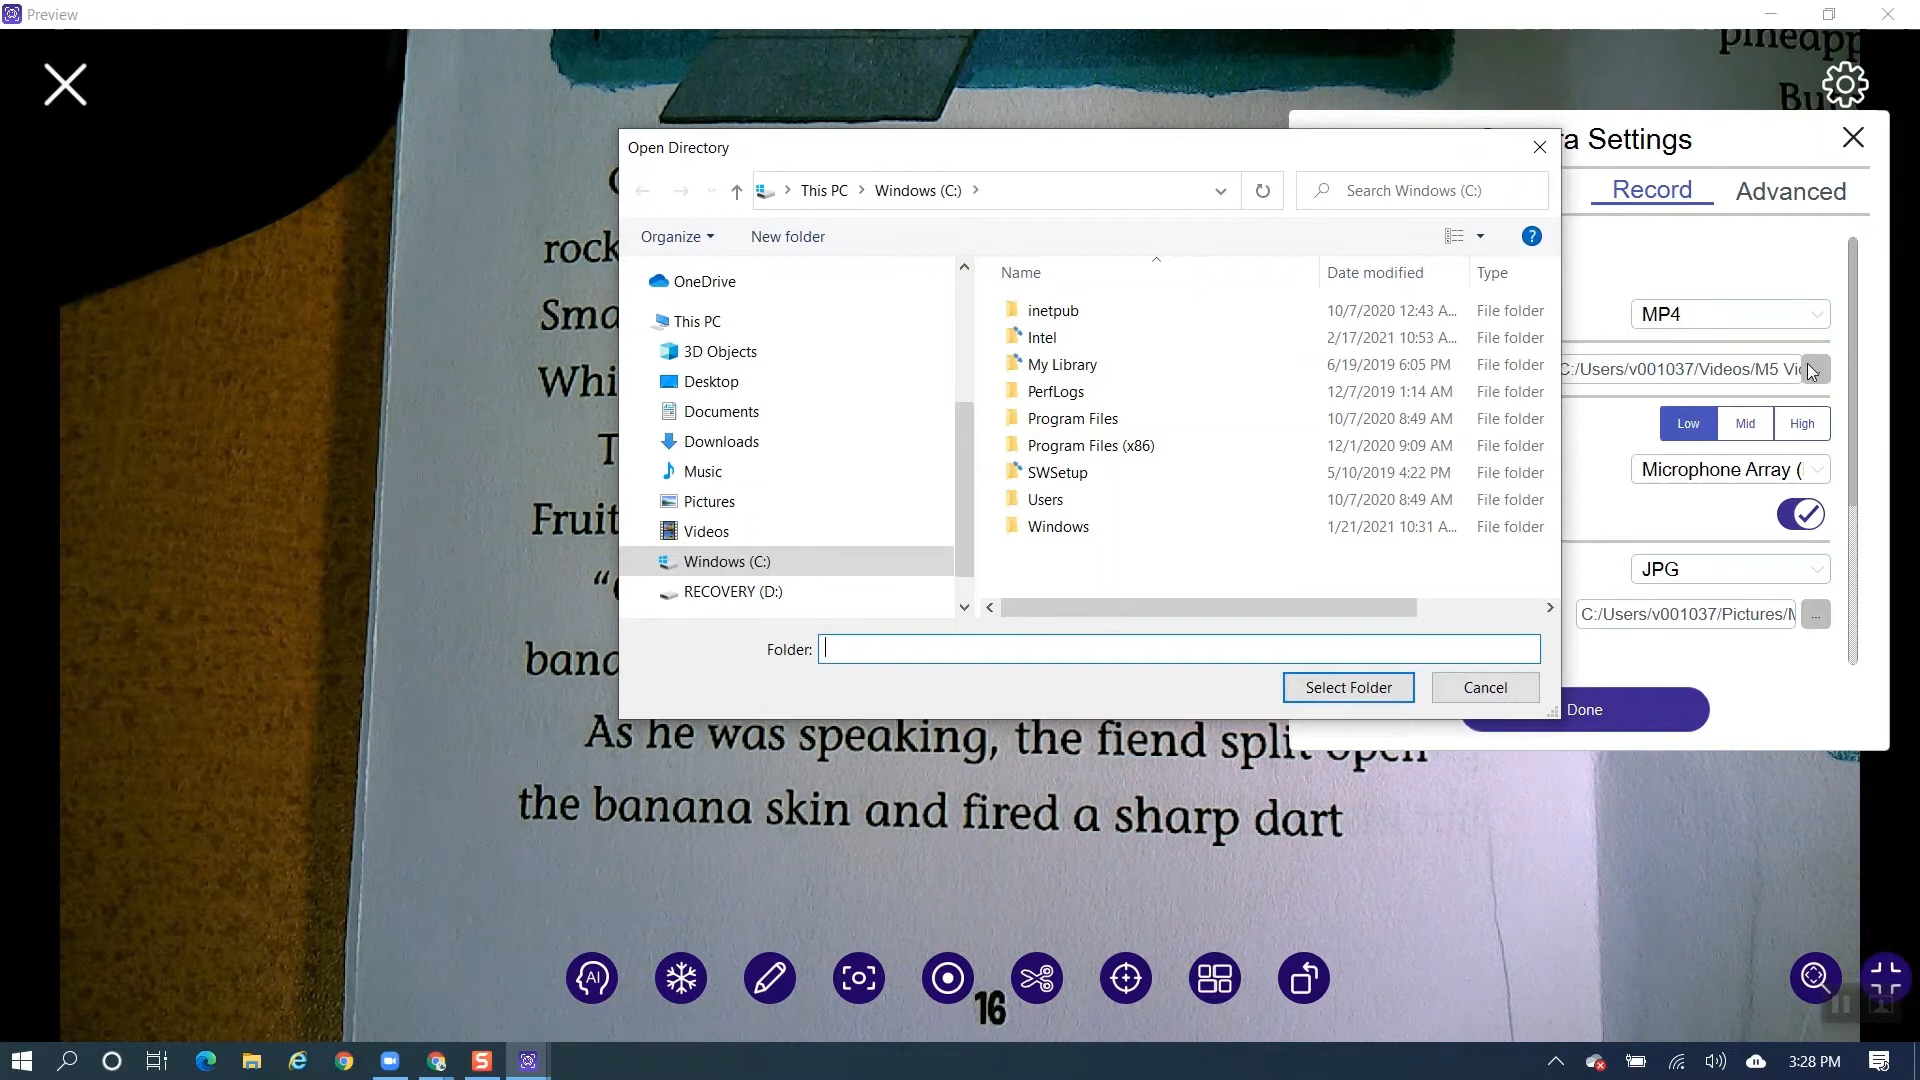 Preview
pineapp
Bu
Open Directory
ra Settings
This PC
Windows (C:)
Search Windows (C:)
Record
Advanced
Organize
New folder
rock
OneDrive
Name
Date modified
Type
This PC
inetpub
10/7/2020 12:43 A...
File folder
MP4
Sma
3D Objects
Intel
2/17/2021 10:53 A...
File folder
My Library
6/19/2019 6:05 PM
File folder
C:/Users/v001037/Videos/M5 Vi
Whi
Desktop
PerfLogs
12/7/2019 1:14 AM
File folder
Documents
Program Files
10/7/2020 8:49 AM
File folder
Low
Mid
High
T
Downloads
Program Files (x86)
12/1/2020 9:09 AM
File folder
Music
SWSetup
5/10/2019 4:22 PM
File folder
Microphone Array (
Pictures
Users
10/7/2020 8:49 AM
File folder
Fruit
Videos
Windows
1/21/2021 10:31 A...
File folder
Windows (C:)
JPG
RECOVERY (D:)
C:/Users/v001037/Pictures/M
...
bana
Folder:
Select Folder
Cancel
Done
As he was speaking, the fiend split open
the banana skin and fired a sharp dart
AI
16
3:28 PM